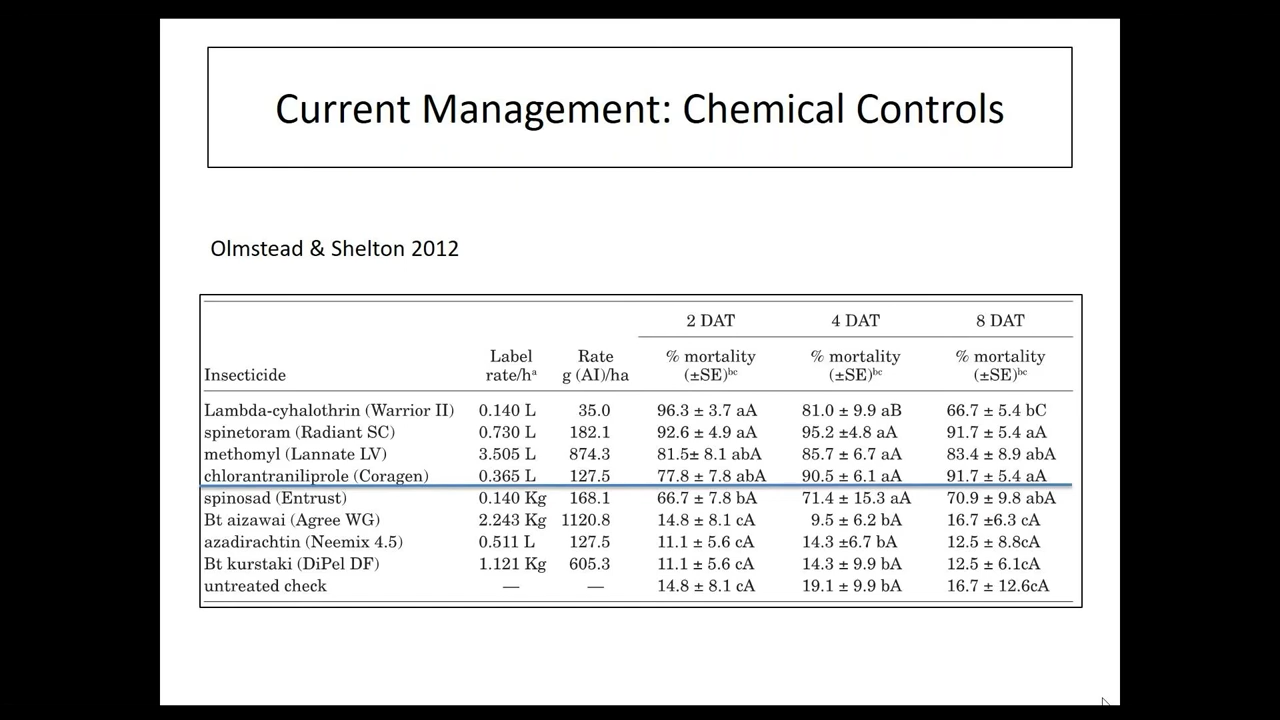 Current Management: Chemical Controls
Olmstead & Shelton 2012
2 DAT 4 DAT 8 DAT
Label Rate % mortality % mortality % mortality
Insecticide rate/hᵃ g (AI)/ha (±SE)ᵇᶜ (±SE)ᵇᶜ (±SE)ᵇᶜ
Lambda-cyhalothrin (Warrior II) 0.140 L 35.0 96.3 ± 3.7 aA 81.0 ± 9.9 aB 66.7 ± 5.4 bC
spinetoram (Radiant SC) 0.730 L 182.1 92.6 ± 4.9 aA 95.2 ±4.8 aA 91.7 ± 5.4 aA
methomyl (Lannate LV) 3.505 L 874.3 81.5± 8.1 abA 85.7 ± 6.7 aA 83.4 ± 8.9 abA
chlorantraniliprole (Coragen) 0.365 L 127.5 77.8 ± 7.8 abA 90.5 ± 6.1 aA 91.7 ± 5.4 aA
spinosad (Entrust) 0.140 Kg 168.1 66.7 ± 7.8 bA 71.4 ± 15.3 aA 70.9 ± 9.8 abA
Bt aizawai (Agree WG) 2.243 Kg 1120.8 14.8 ± 8.1 cA 9.5 ± 6.2 bA 16.7 ±6.3 cA
azadirachtin (Neemix 4.5) 0.511 L 127.5 11.1 ± 5.6 cA 14.3 ±6.7 bA 12.5 ± 8.8cA
Bt kurstaki (DiPel DF) 1.121 Kg 605.3 11.1 ± 5.6 cA 14.3 ± 9.9 bA 12.5 ± 6.1cA
untreated check — — 14.8 ± 8.1 cA 19.1 ± 9.9 bA 16.7 ± 12.6cA